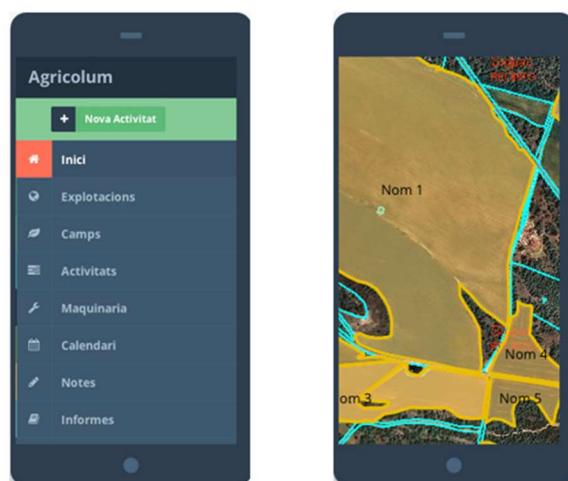 Agricolum
Nova Activitat
Inici
Explotacions
Camps
Activitats
Maquinaria
Calendari
Notes
Informes
Nom 1
Nom 4
om 3
Nom 5